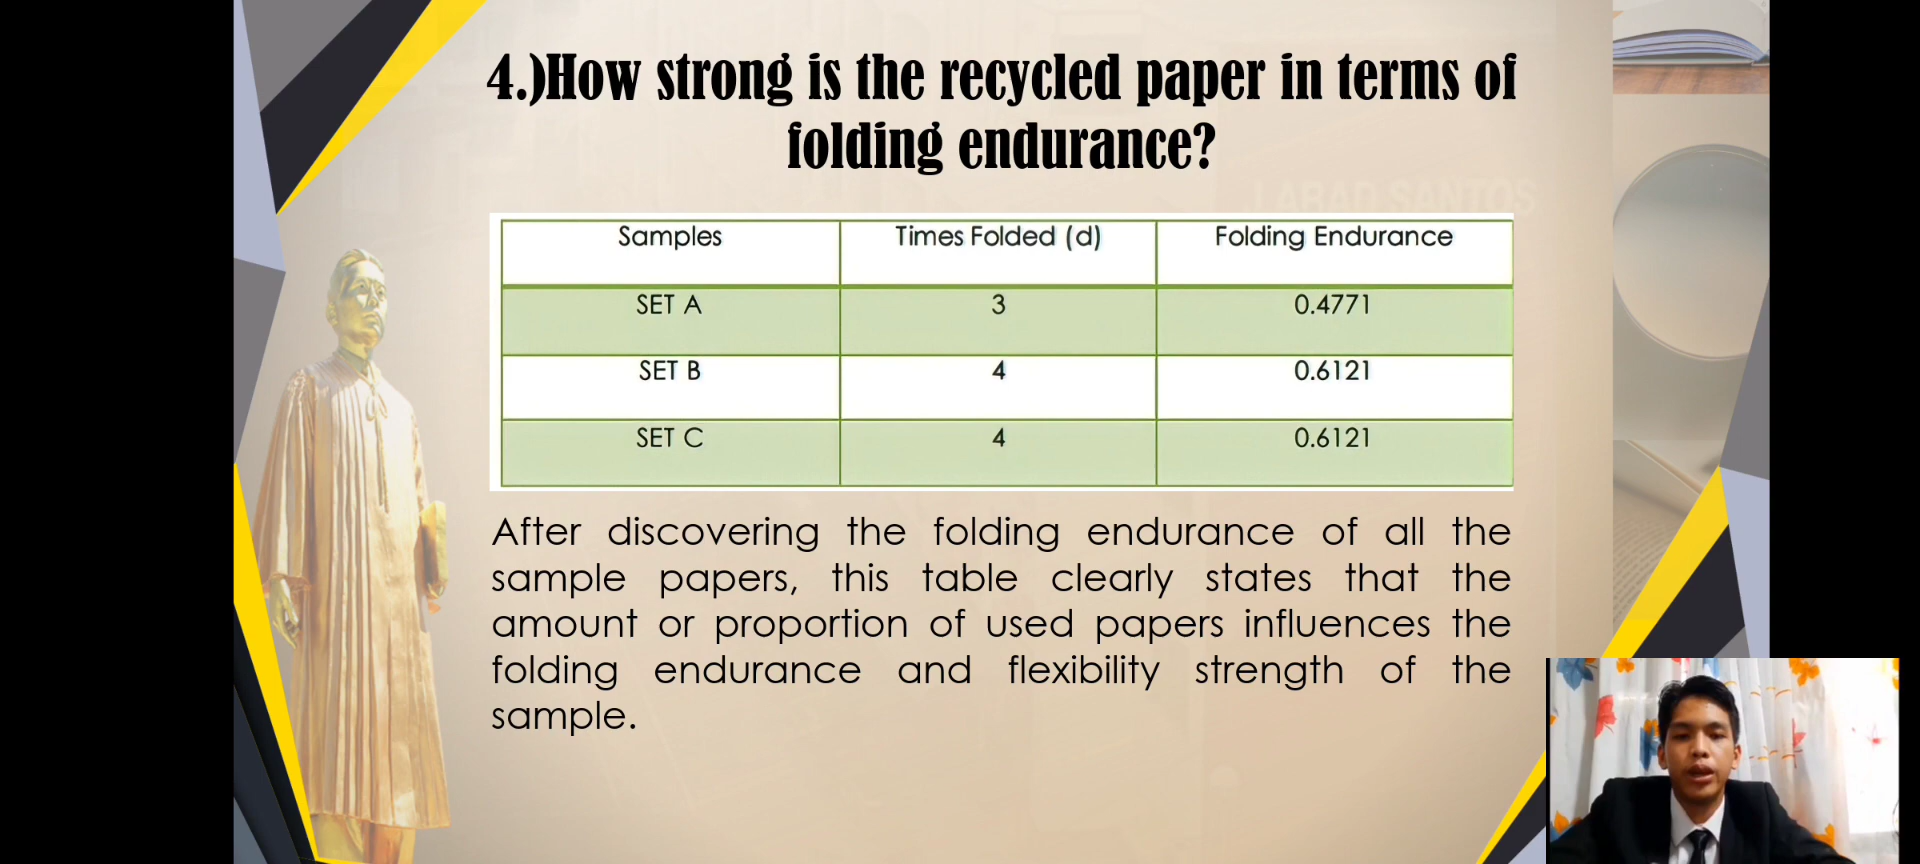 4.)How strong is the recycled paper in terms of
folding endurance?
J ABAD SANTOS
Samples Times Folded (d) Folding Endurance
SET A 3 0.4771
SET B 4 0.6121
SET C 4 0.6121
After discovering the folding endurance of all the
sample papers, this table clearly states that the
amount or proportion of used papers influences the
folding endurance and flexibility strength of the
sample.